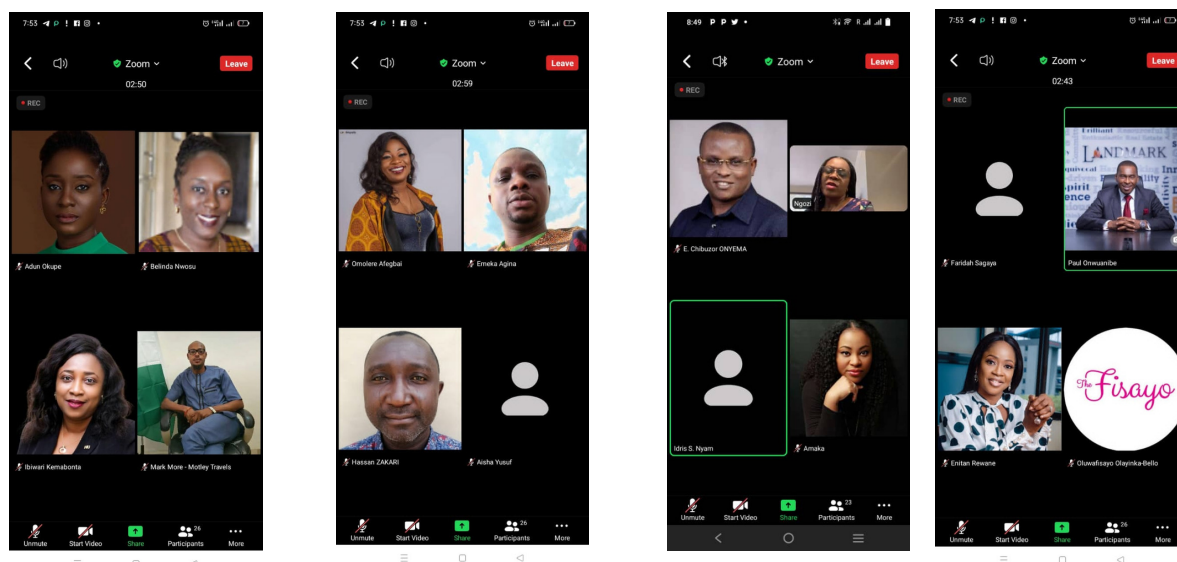 7:53
Zoom
Leave
02:50
REC
Adun Okupe
Belinda Nwosu
Ibiwari Kemabonta
Mark More - Motley Travels
Unmute
Start Video
Share
26
Participants
More
7:53
Zoom
Leave
02:59
REC
Omolere Afegbai
Emeka Agina
Hassan ZAKARI
Aisha Yusuf
Unmute
Start Video
Share
26
Participants
More
8:49
Zoom
Leave
REC
Ngozi
E. Chibuzor ONYEMA
Idris S. Nyam
Amaka
Unmute
Start Video
Share
23
Participants
More
7:53
Zoom
Leave
02:43
REC
Brilliant
LANDMARK
Faridah Sagaya
Paul Onwuanibe
The Fisayo
Enitan Rewane
Oluwafisayo Olayinka-Bello
Unmute
Start Video
Share
26
Participants
More